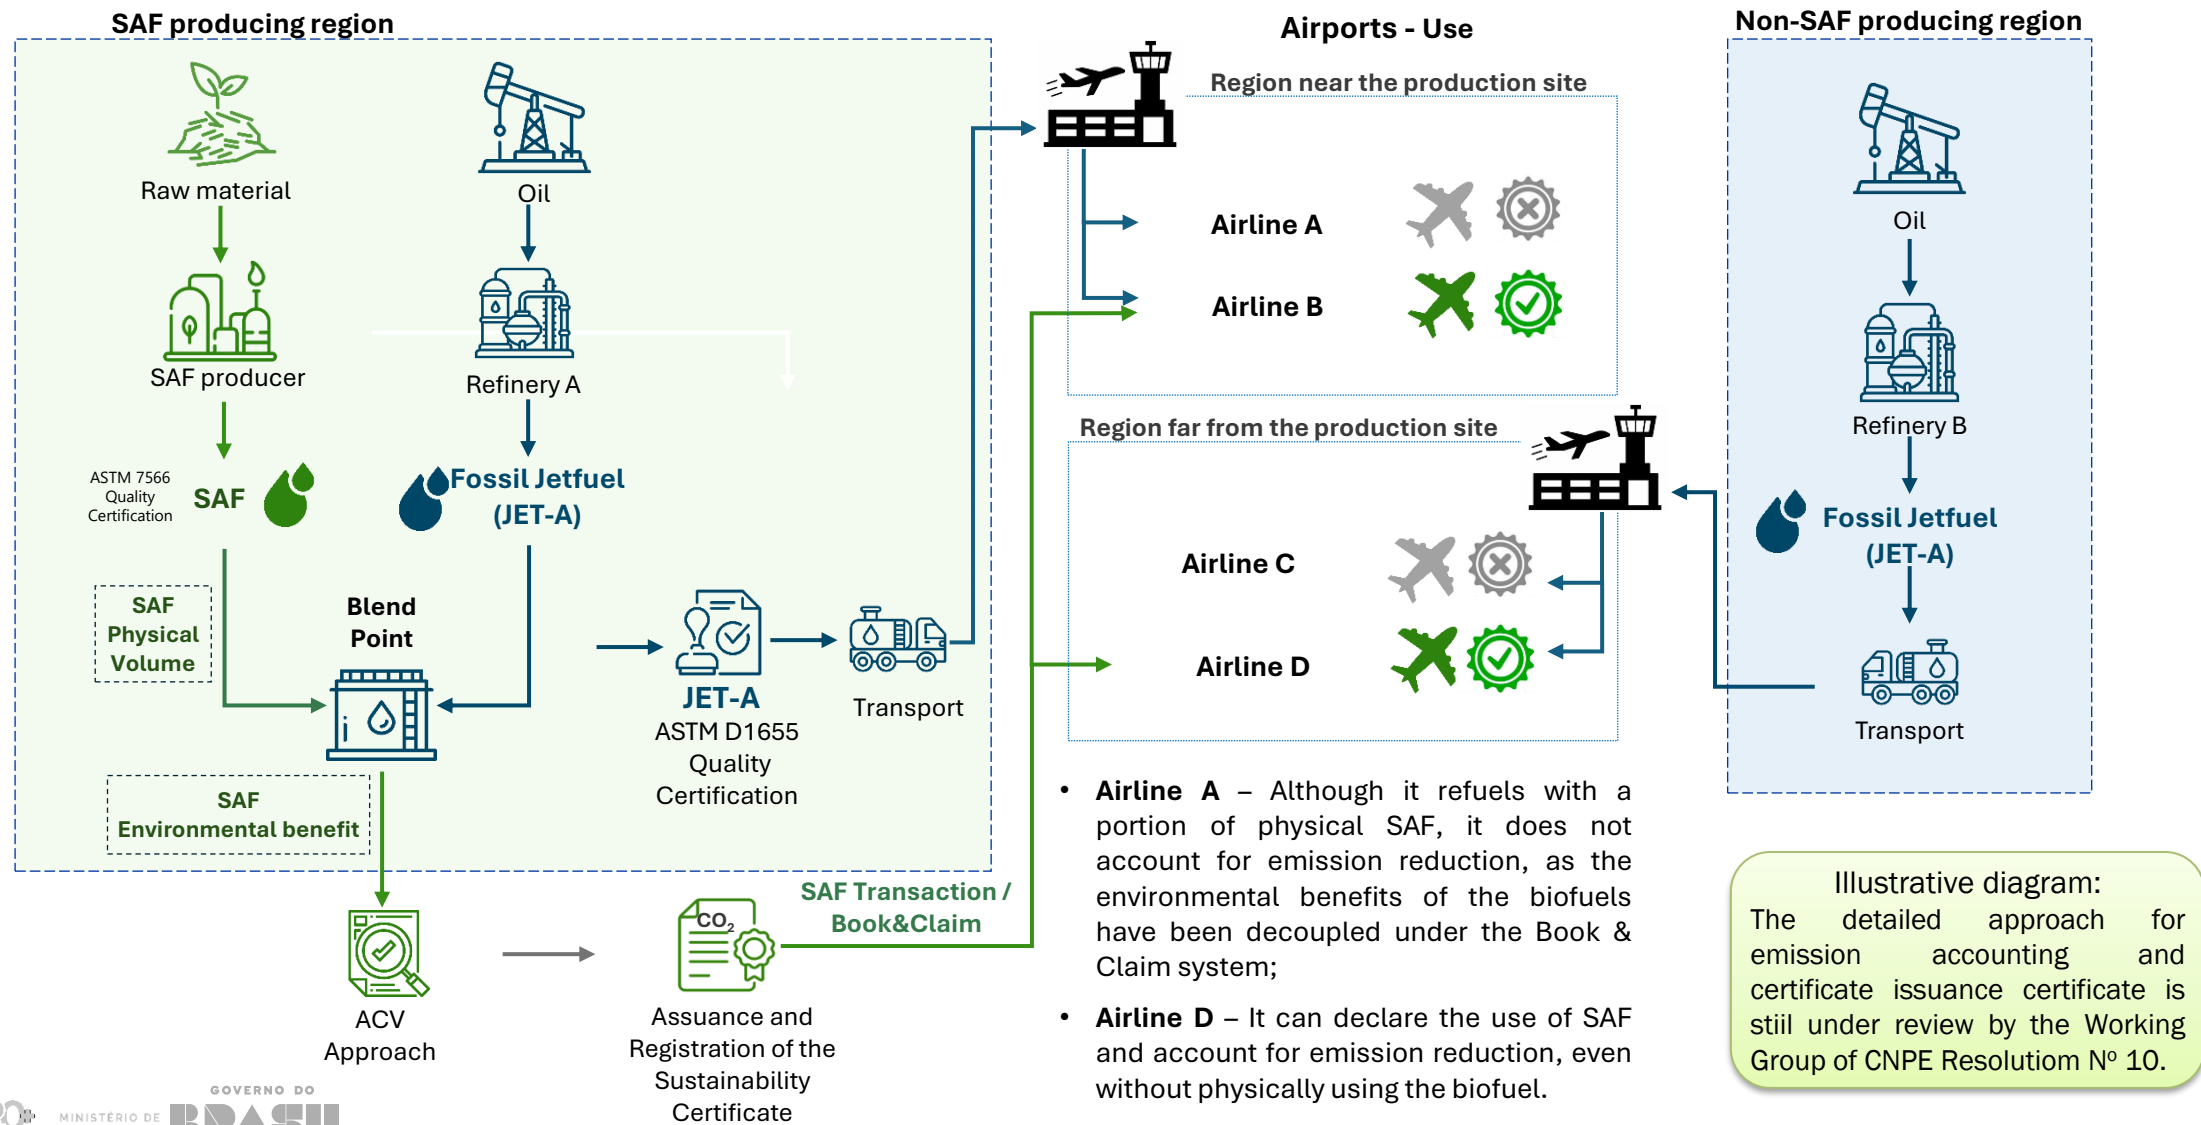 SAF producing region
Raw material
Oil
SAF producer
Refinery A
ASTM 7566
Quality
Certification
SAF
Fossil Jetfuel
(JET-A)
SAF
Physical
Volume
Blend
Point
JET-A
ASTM D1655
Quality
Certification
Transport
SAF
Environmental benefit
ACV
Approach
CO2
Assuance and
Registration of the
Sustainability
Certificate
SAF Transaction /
Book&Claim
Airports - Use
Region near the production site
Airline A
Airline B
Region far from the production site
Airline C
Airline D
• Airline A – Although it refuels with a
portion of physical SAF, it does not
account for emission reduction, as the
environmental benefits of the biofuels
have been decoupled under the Book &
Claim system;
• Airline D – It can declare the use of SAF
and account for emission reduction, even
without physically using the biofuel.
Non-SAF producing region
Oil
Refinery B
Fossil Jetfuel
(JET-A)
Transport
Illustrative diagram:
The detailed approach for
emission accounting and
certificate issuance certificate is
stiil under review by the Working
Group of CNPE Resolutiom Nº 10.
MINISTÉRIO DE
GOVERNO DO
BRASIL